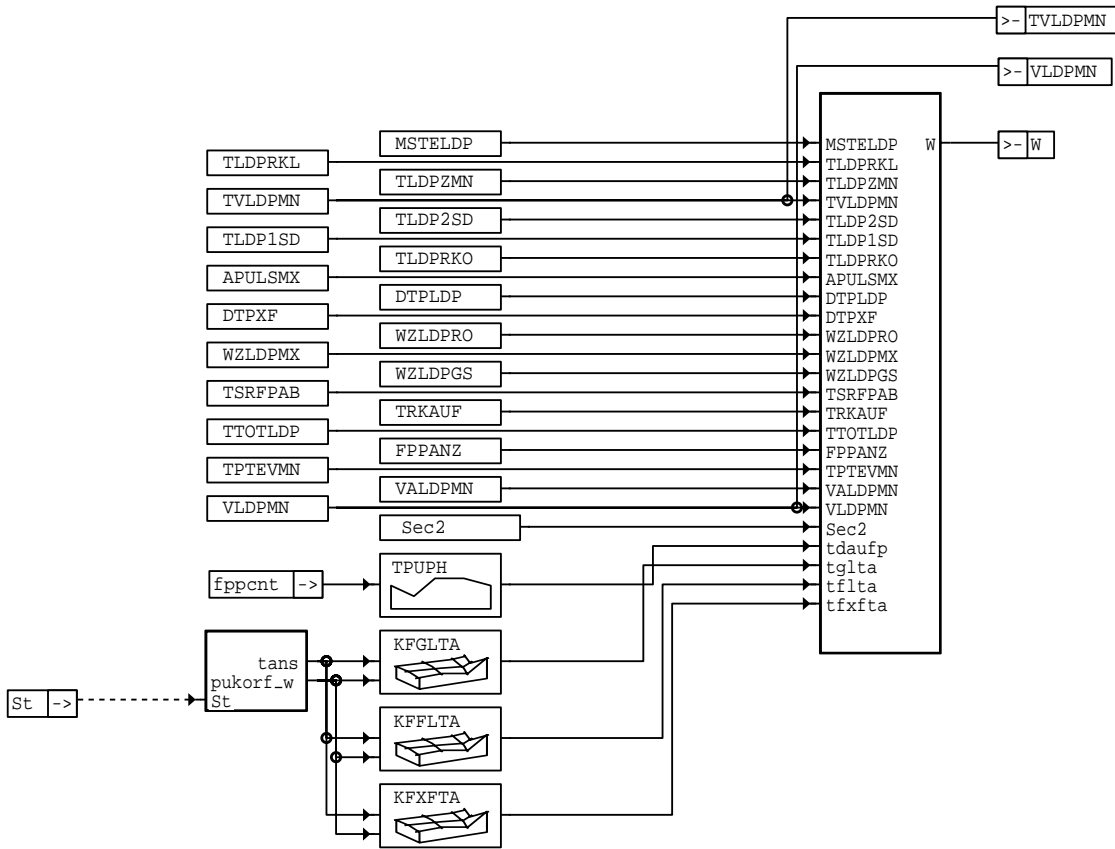 >- TVLDPMN
>- VLDPMN
MSTELDP
MSTELDP W
>- W
TLDPRKL
TLDPRKL
TLDPZMN
TLDPZMN
TVLDPMN
TVLDPMN
TLDP2SD
TLDP2SD
TLDP1SD
TLDP1SD
TLDPRKO
TLDPRKO
APULSMX
APULSMX
DTPLDP
DTPLDP
DTPXF
DTPXF
WZLDPRO
WZLDPRO
WZLDPMX
WZLDPMX
WZLDPGS
WZLDPGS
TSRFPAB
TSRFPAB
TRKAUF
TRKAUF
TTOTLDP
TTOTLDP
FPPANZ
FPPANZ
TPTEVMN
TPTEVMN
VALDPMN
VALDPMN
VLDPMN
VLDPMN
Sec2
Sec2
tdaufp
TPUPH
tglta
fppcnt ->
tflta
tfxfta
KFGLTA
tans
pukorf_w
St
St ->
KFFLTA
KFXFTA